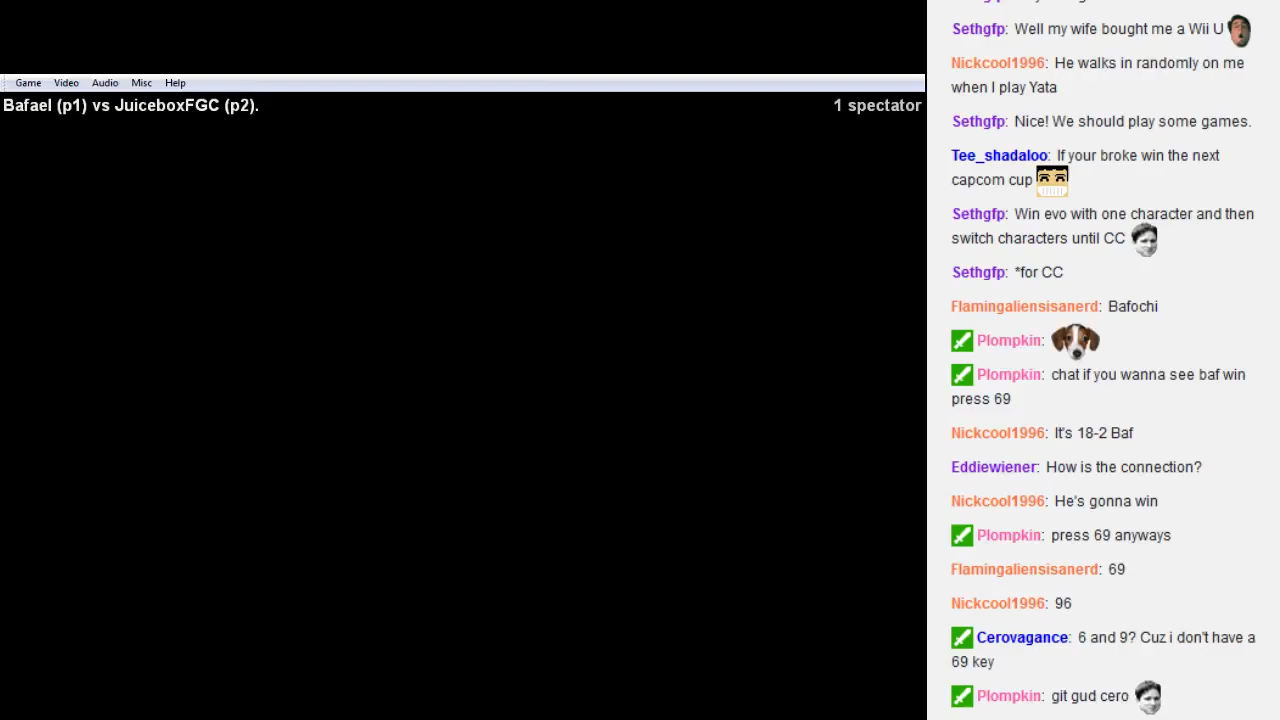 Game Video Audio Misc Help
Bafael (p1) vs JuiceboxFGC (p2).
1 spectator
Sethgfp: Well my wife bought me a Wii U
Nickcool1996: He walks in randomly on me
when I play Yata
Sethgfp: Nice! We should play some games.
Tee_shadaloo: If your broke win the next
capcom cup
Sethgfp: Win evo with one character and then
switch characters until CC
Sethgfp: *for CC
Flamingaliensisanerd: Bafochi
Plompkin:
Plompkin: chat if you wanna see baf win
press 69
Nickcool1996: It's 18-2 Baf
Eddiewiener: How is the connection?
Nickcool1996: He's gonna win
Plompkin: press 69 anyways
Flamingaliensisanerd: 69
Nickcool1996: 96
Cerovagance: 6 and 9? Cuz i don't have a
69 key
Plompkin: git gud cero